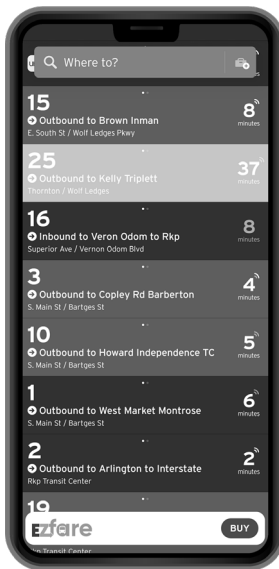 Where to?
15
Outbound to Brown Inman
E. South St / Wolf Ledges Pkwy
8
minutes
25
Outbound to Kelly Triplett
Thornton / Wolf Ledges
37
minutes
16
Inbound to Veron Odom to Rkp
Superior Ave / Vernon Odom Blvd
8
minutes
3
Outbound to Copley Rd Barberton
S. Main St / Bartges St
4
minutes
10
Outbound to Howard Independence TC
S. Main St / Bartges St
5
minutes
1
Outbound to West Market Montrose
S. Main St / Bartges St
6
minutes
2
Outbound to Arlington to Interstate
Rkp Transit Center
2
minutes
19
Ezfare
BUY
Rkp Transit Center